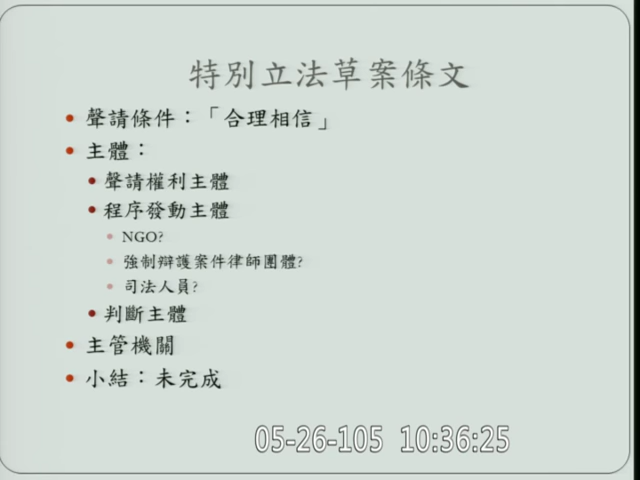 特別立法草案條文
聲請條件：「合理相信」
主體：
聲請權利主體
程序發動主體
NGO?
強制辯護案件律師團體?
司法人員?
判斷主體
主管機關
小結：未完成
05-26-105 10:36:25